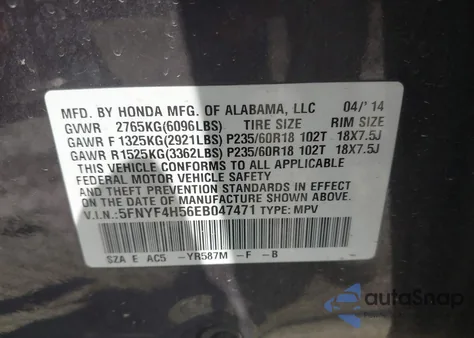 MFD. BY HONDA MFG. OF ALABAMA, LLC 04/'14
GVWR 2765KG(6096LBS) TIRE SIZE RIM SIZE
GAWR F 1325KG(2921LBS) P235/60R18 102T 18X7.5J
GAWR R1525KG(3362LBS) P235/60R18 102T 18X7.5J
THIS VEHICLE CONFORMS TO ALL APPLICABLE
FEDERAL MOTOR VEHICLE SAFETY AND
THEFT PREVENTION STANDARDS IN EFFECT ON
THE DATE OF MANUFACTURE SHOWN ABOVE.
V.I.N.:5FNYF4H56EB047471 TYPE: MPV
SZA E AC5 -YR587M -F -B
autoSnap